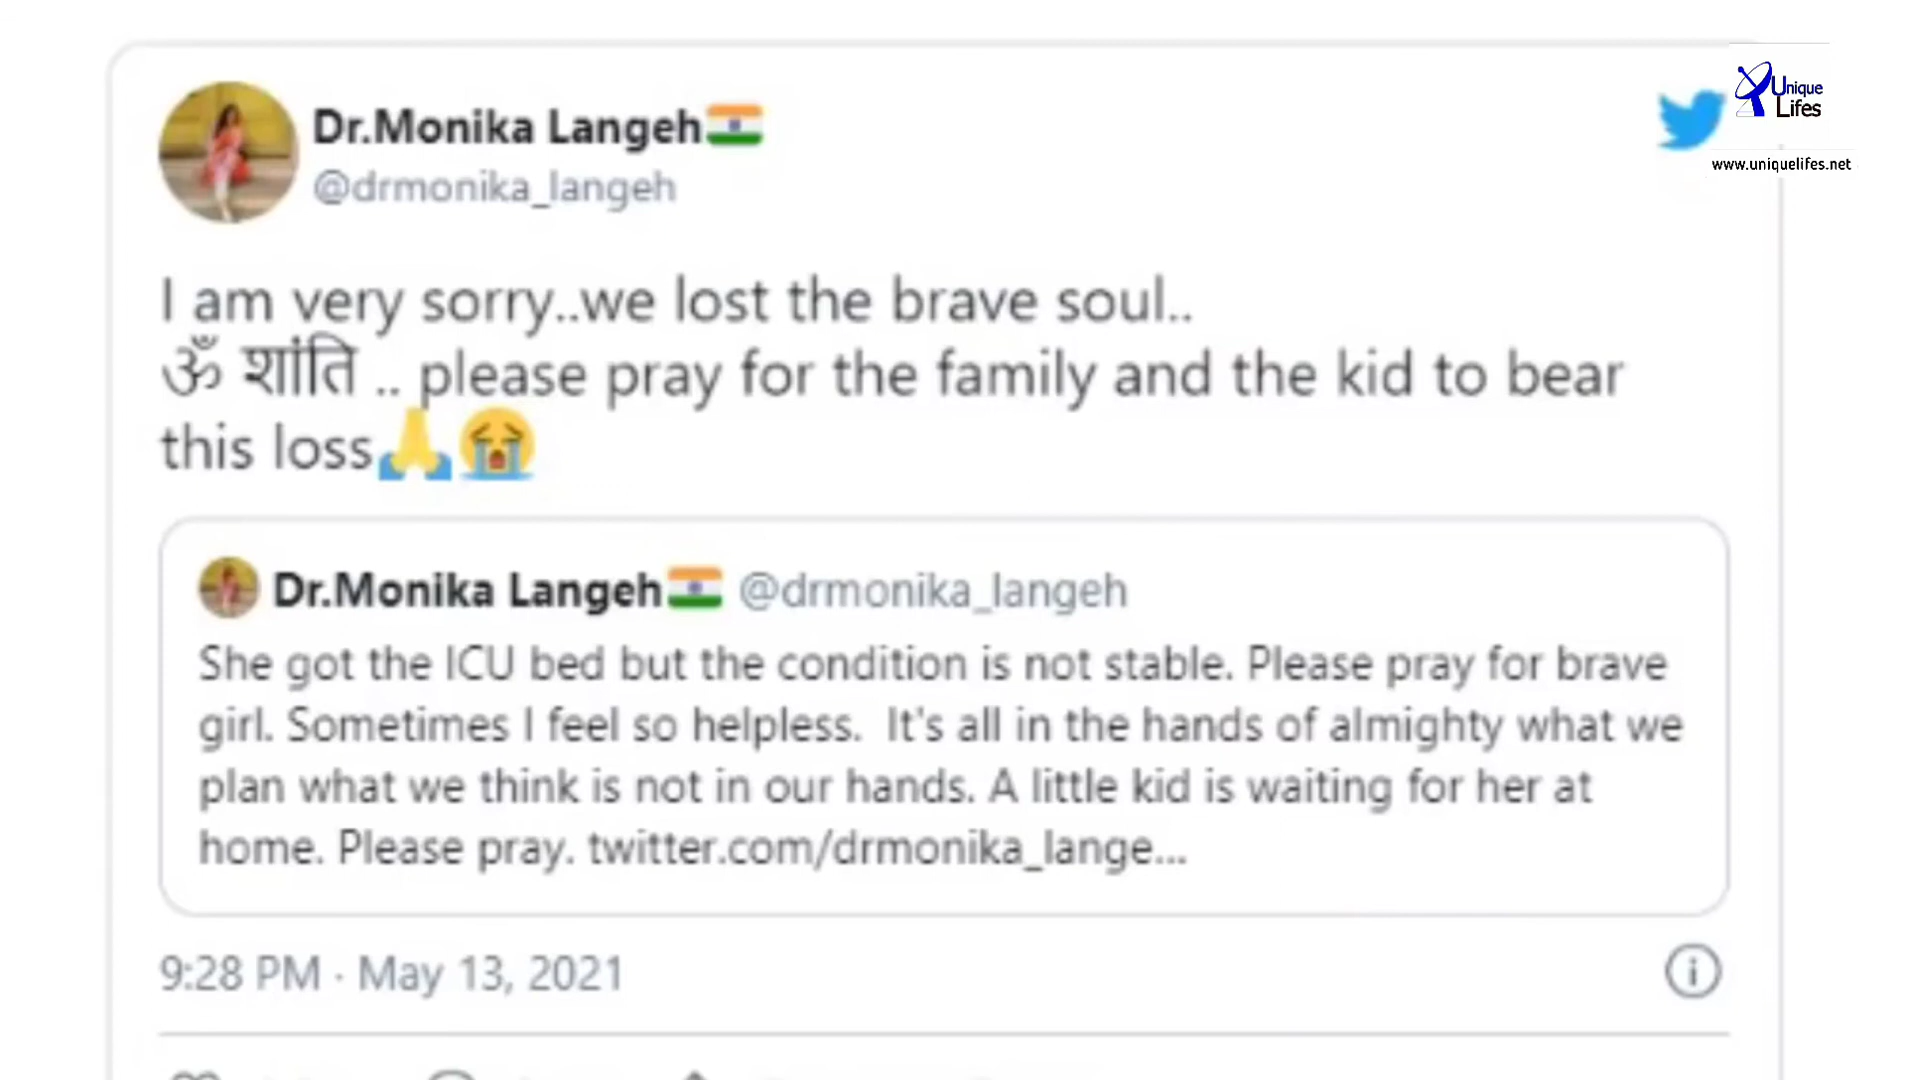 Unique
Lifes
www.uniquelifes.net
Dr.Monika Langeh
@drmonika_langeh
I am very sorry..we lost the brave soul..
ॐ शांति .. please pray for the family and the kid to bear
this loss🙏😭
Dr.Monika Langeh @drmonika_langeh
She got the ICU bed but the condition is not stable. Please pray for brave
girl. Sometimes I feel so helpless.  It's all in the hands of almighty what we
plan what we think is not in our hands. A little kid is waiting for her at
home. Please pray. twitter.com/drmonika_lange...
9:28 PM · May 13, 2021